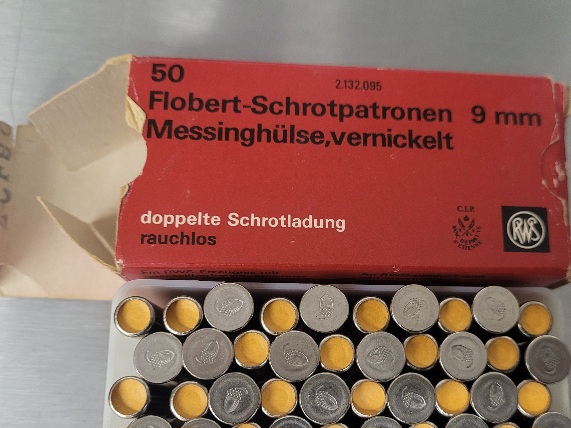 50
2.132.095
Flobert-Schrotpatronen 9 mm
Messinghülse,vernickelt
doppelte Schrotladung
rauchlos
C.I.P.
RWS